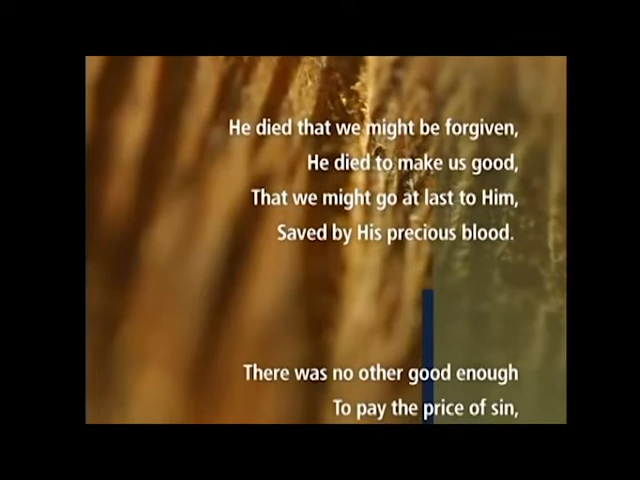 He died that we might be forgiven,
He died to make us good,
That we might go at last to Him,
Saved by His precious blood.
There was no other good enough
To pay the price of sin,